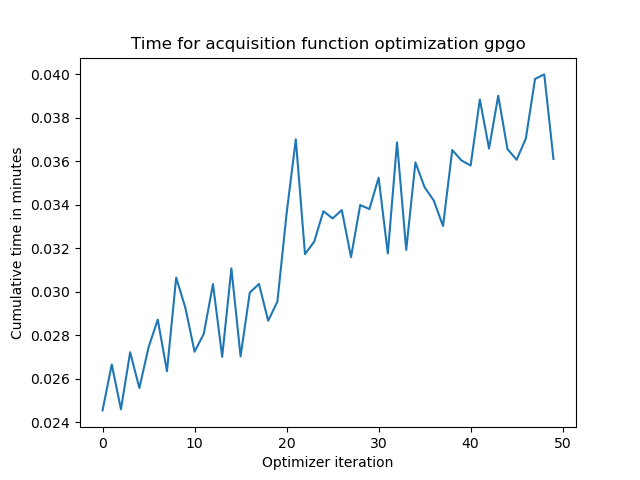 Time for acquisition function optimization gpgo
0.040
0.038
0.036
0.034
0.032
0.030
0.028
0.026
0.024
Cumulative time in minutes
0 10 20 30 40 50
Optimizer iteration